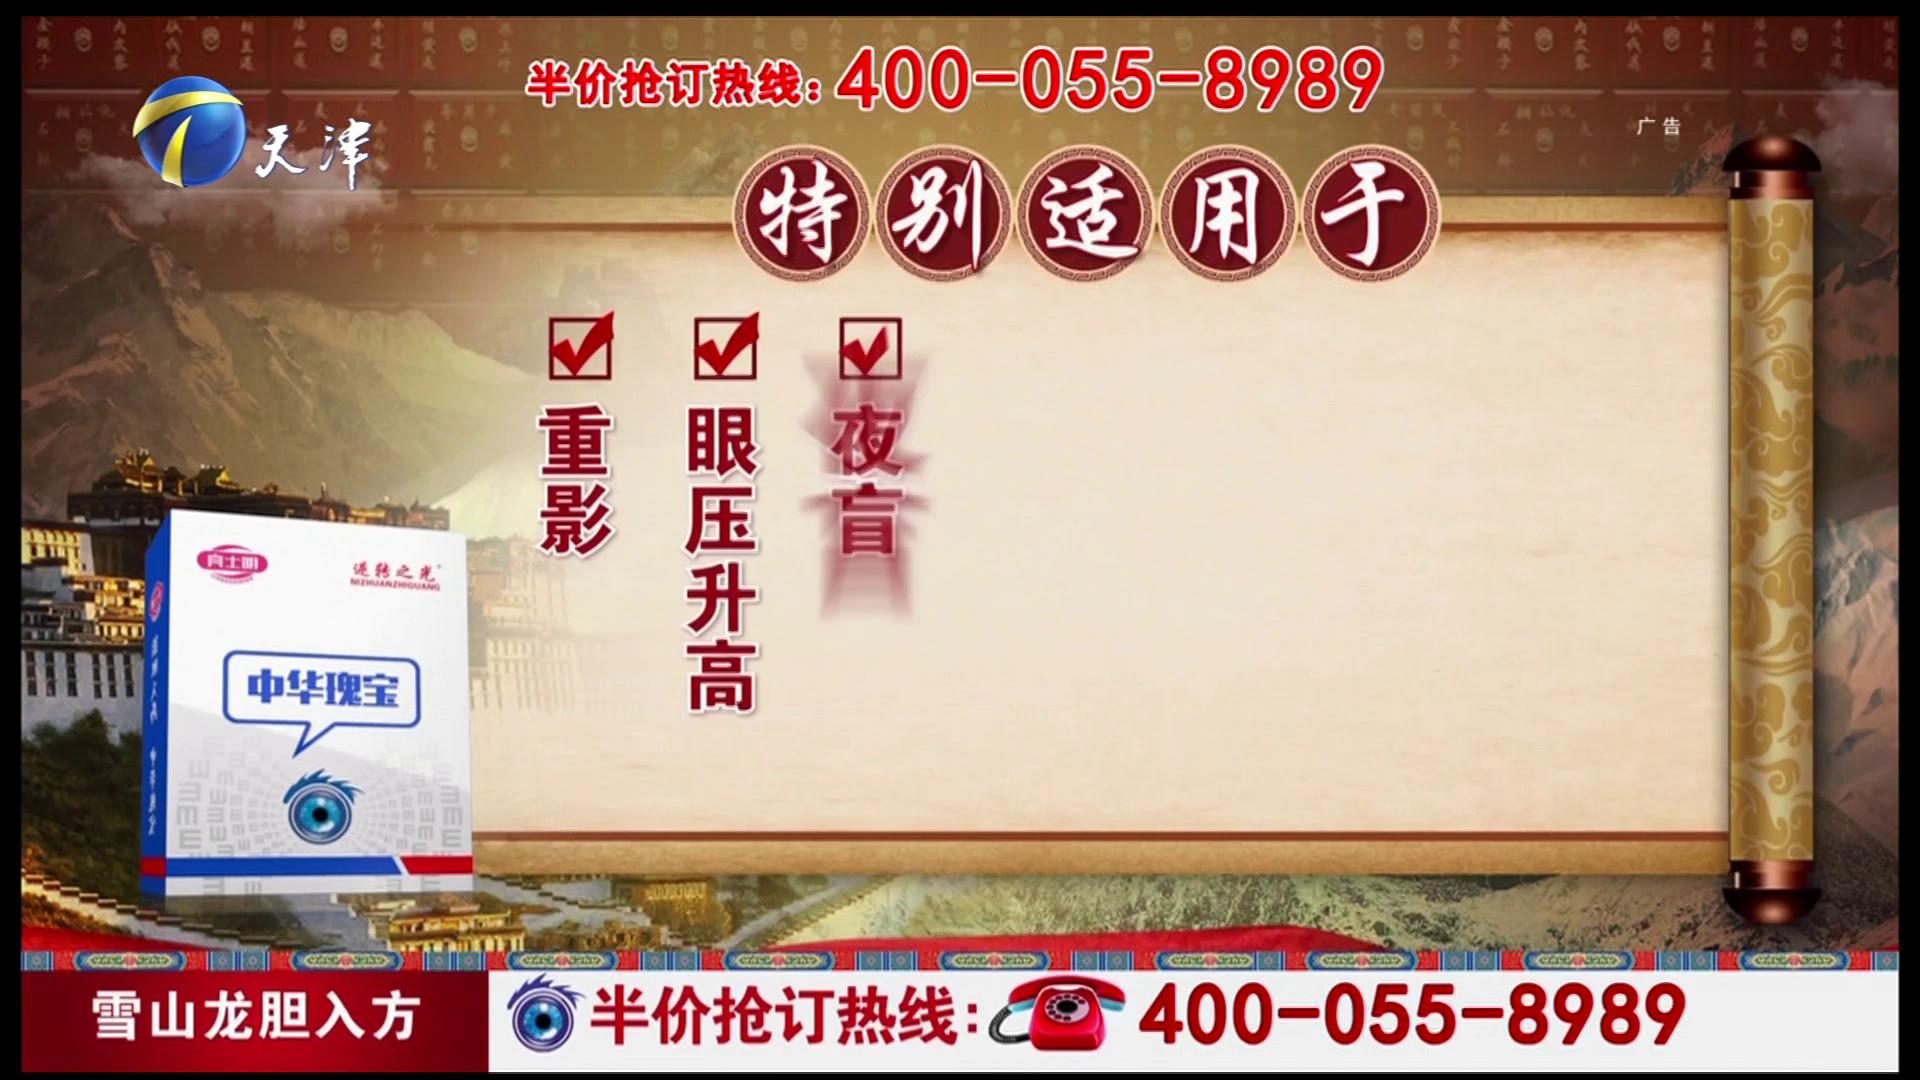 半价抢订热线：400-055-8989
天津
广告
特别适用于
重影
眼压升高
夜盲
逆转之光
NIZHUANZHIGUANG
中华瑰宝
雪山龙胆入方
半价抢订热线：400-055-8989